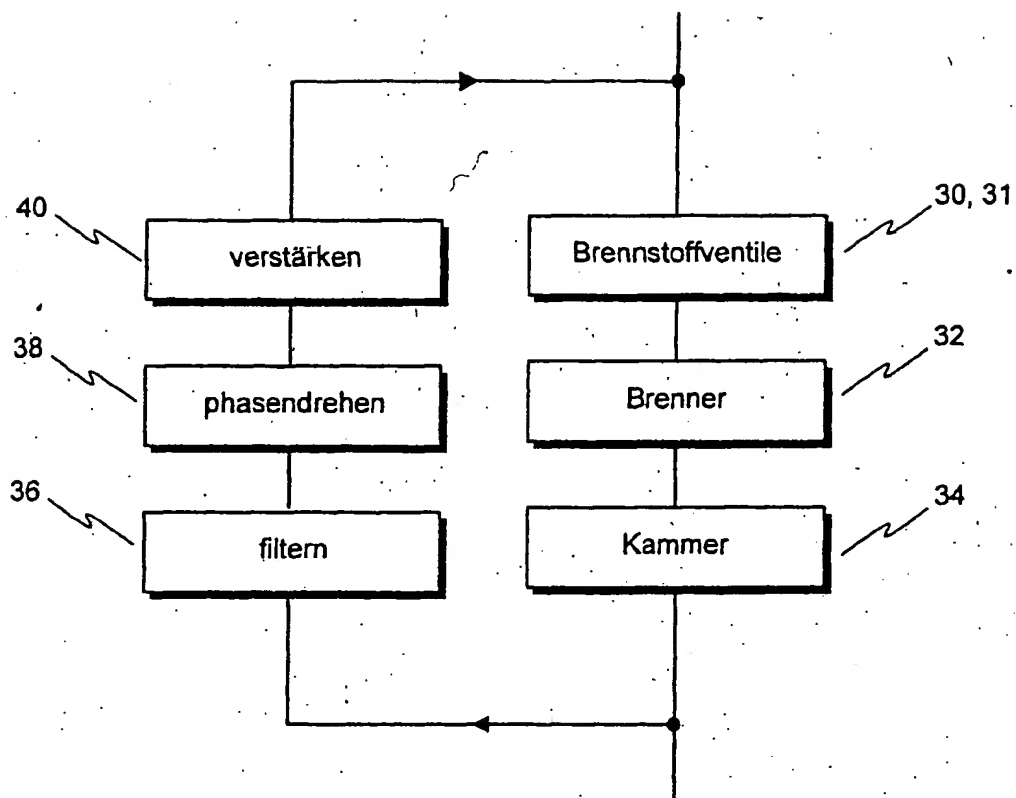 40
verstärken
Brennstoffventile
30, 31
38
phasendrehen
Brenner
32
36
filtern
Kammer
34